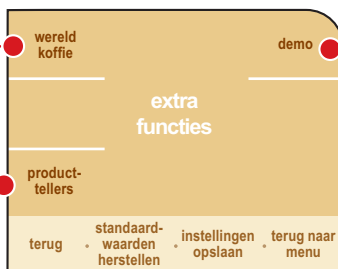 wereld
koffie
demo
extra
functies
product-
tellers
terug
standaard-
waarden
herstellen
instellingen
opslaan
terug naar
menu